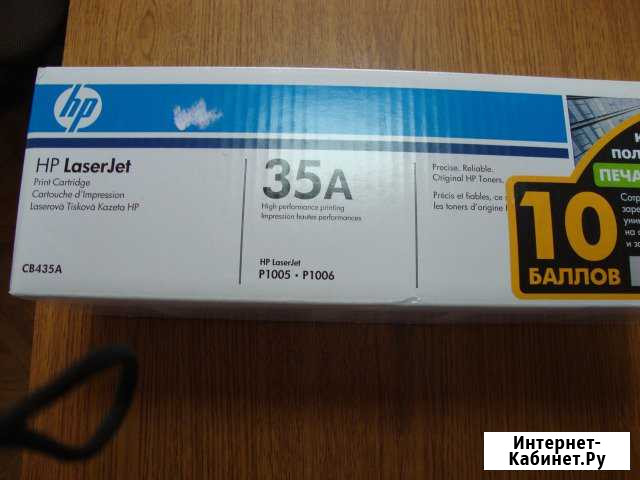 hp
HP LaserJet
Print Cartridge
Cartouche d'Impression
Laserová Tisková Kazeta HP
CB435A
35A
High performance printing
Impression hautes performances
HP LaserJet
P1005 • P1006
Precise. Reliable.
Original HP Toners.
Précis et fiables, ce
les toners d'origine
ПЕЧА
10
БАЛЛОВ
Интернет-
Кабинет.Ру